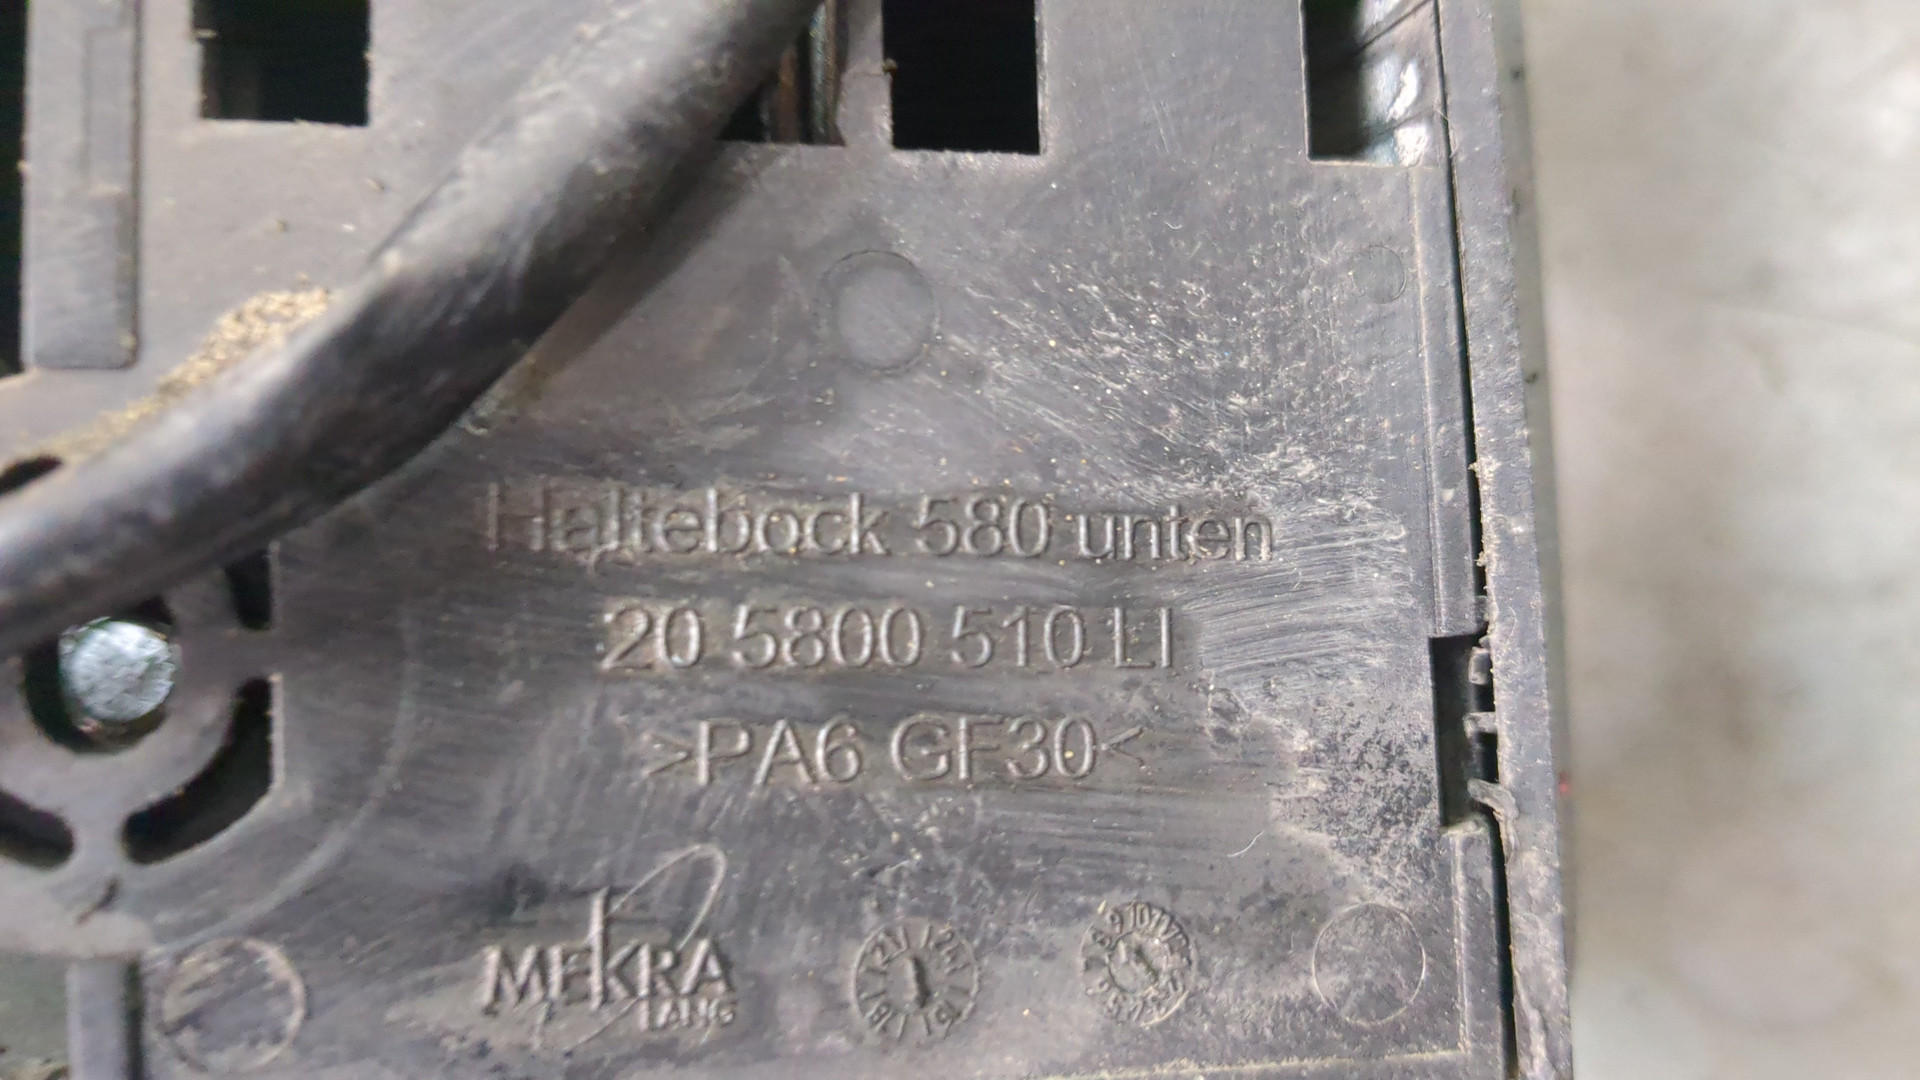 Haltebock 580 unten
20 5800 510 LI
>PA6 GF30<
MEKRA
LANG